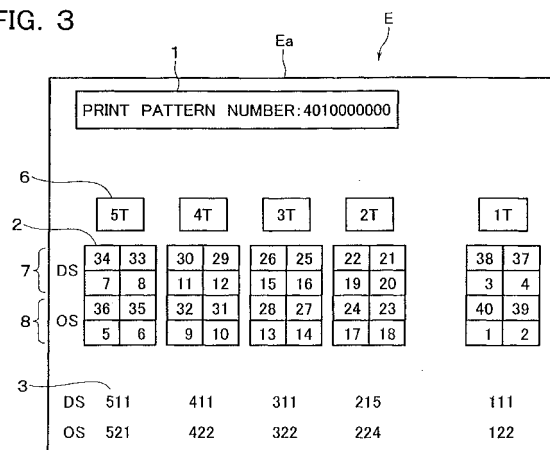 FIG. 3
E
Ea
1
PRINT PATTERN NUMBER:4010000000
6
5T 4T 3T 2T 1T
2
34 33 30 29 26 25 22 21 38 37
7 DS
7 8 11 12 15 16 19 20 3 4
36 35 32 31 28 27 24 23 40 39
8 OS
5 6 9 10 13 14 17 18 1 2
3
DS 511 411 311 215 111
OS 521 422 322 224 122